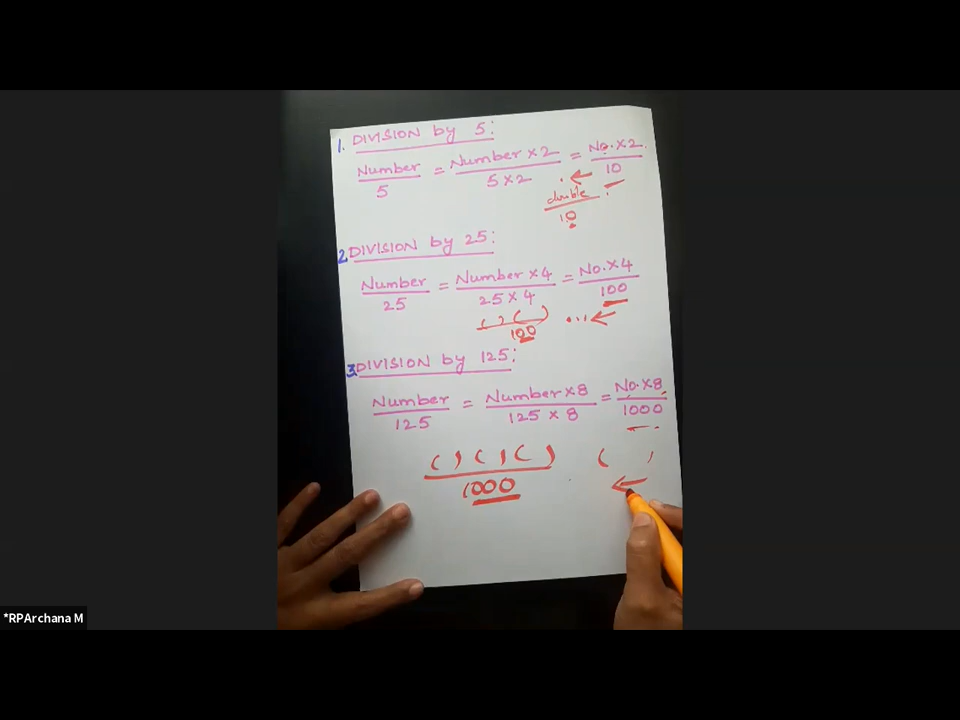 1. DIVISION by 5:
Number/5 = Number×2/5×2 = No.×2/10
. ←
double/10
2. DIVISION by 25:
Number/25 = Number×4/25×4 = No.×4/100
( ) ( )/100 ... ←
3. DIVISION by 125:
Number/125 = Number×8/125×8 = No.×8/1000
( ) ( ) ( )/1000 ( )
←
*RPArchana M